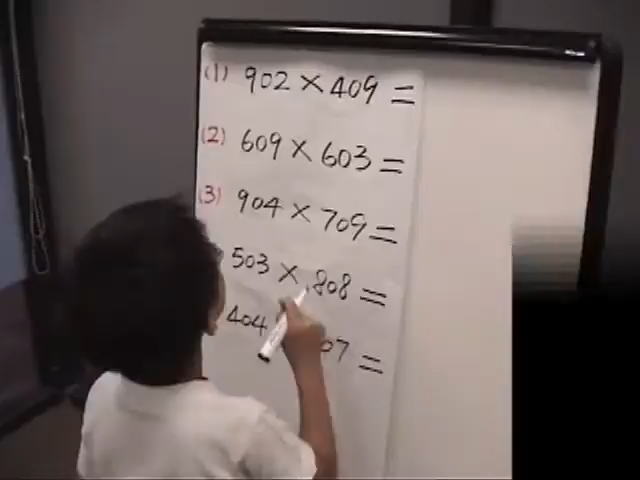 (1) 902 × 409 =
(2) 609 × 603 =
(3) 904 × 709 =
503 × 808 =
404 07 =